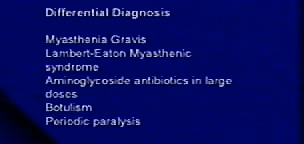 Differential Diagnosis
Myasthenia Gravis
Lambert-Eaton Myasthenic
syndrome
Aminoglycoside antibiotics in large
doses
Botulism
Periodic paralysis